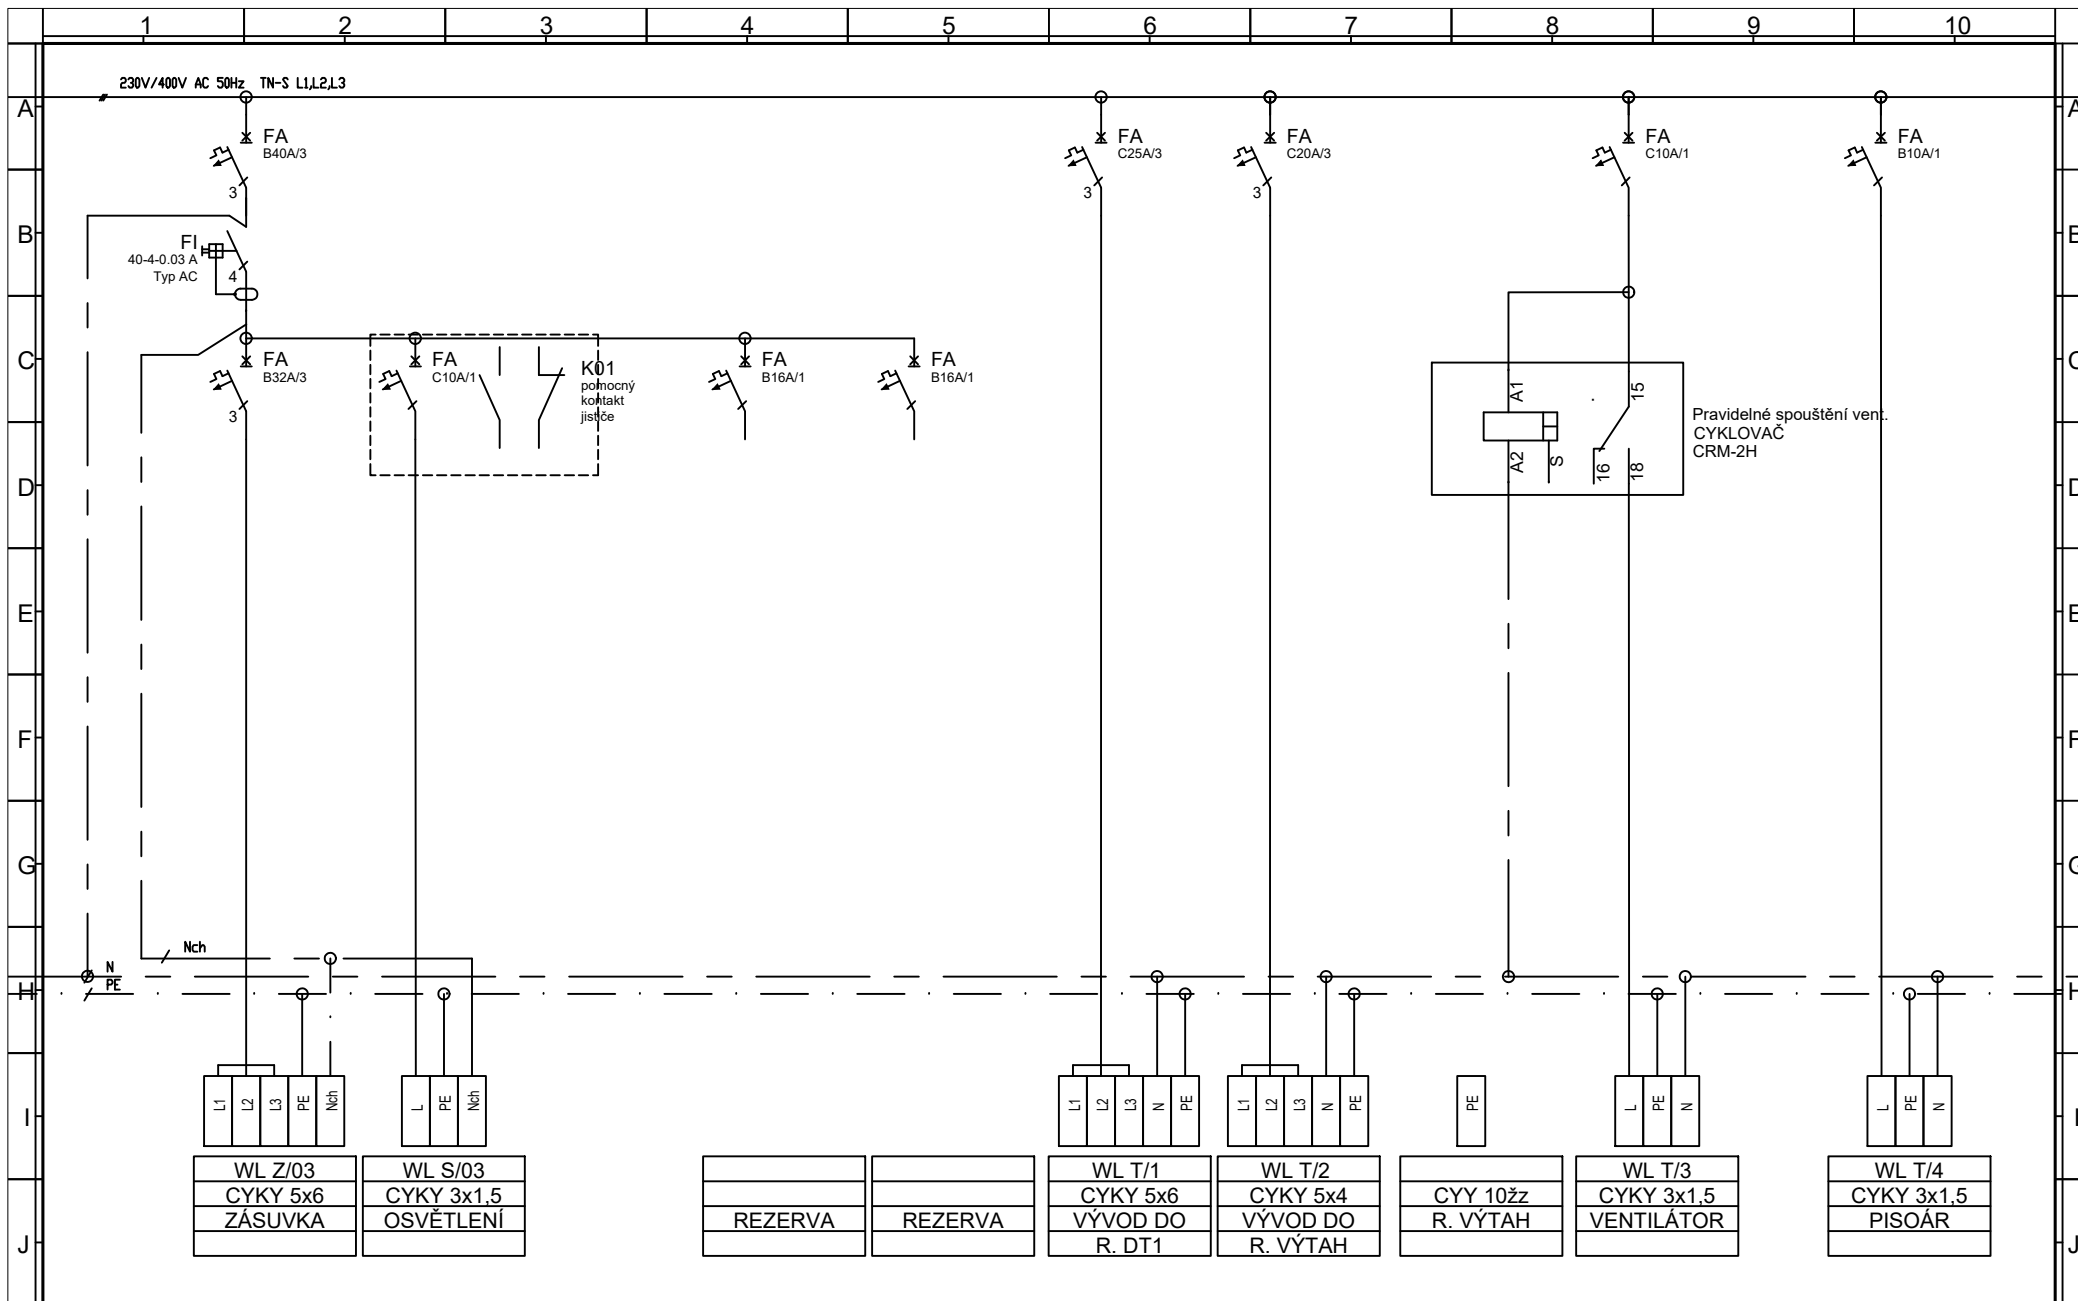 1 2 3 4 5 6 7 8 9 10
230V/400V AC 50Hz TN-S L1,L2,L3
A A
FA FA FA FA FA
B40A/3 C25A/3 C20A/3 C10A/1 B10A/1
3 3 3
B B
FI
40-4-0.03 A
Typ AC 4
C C
FA FA K01 FA FA
B32A/3 C10A/1 pomocný B16A/1 B16A/1
kontakt
jističe
3
A1 15
Pravidelné spouštění vent.
CYKLOVAČ
CRM-2H
A2 S 16 18
D D
E E
F F
G G
Nch
N
PE
H H
L1 L2 L3 PE Nch L PE Nch L1 L2 L3 N PE L1 L2 L3 N PE PE L PE N L PE N
I I
WL Z/03 WL S/03 WL T/1 WL T/2 WL T/3 WL T/4
CYKY 5x6 CYKY 3x1,5 CYKY 5x6 CYKY 5x4 CYY 10žz CYKY 3x1,5 CYKY 3x1,5
ZÁSUVKA OSVĚTLENÍ REZERVA REZERVA VÝVOD DO VÝVOD DO R. VÝTAH VENTILÁTOR PISOÁR
J R. DT1 R. VÝTAH J